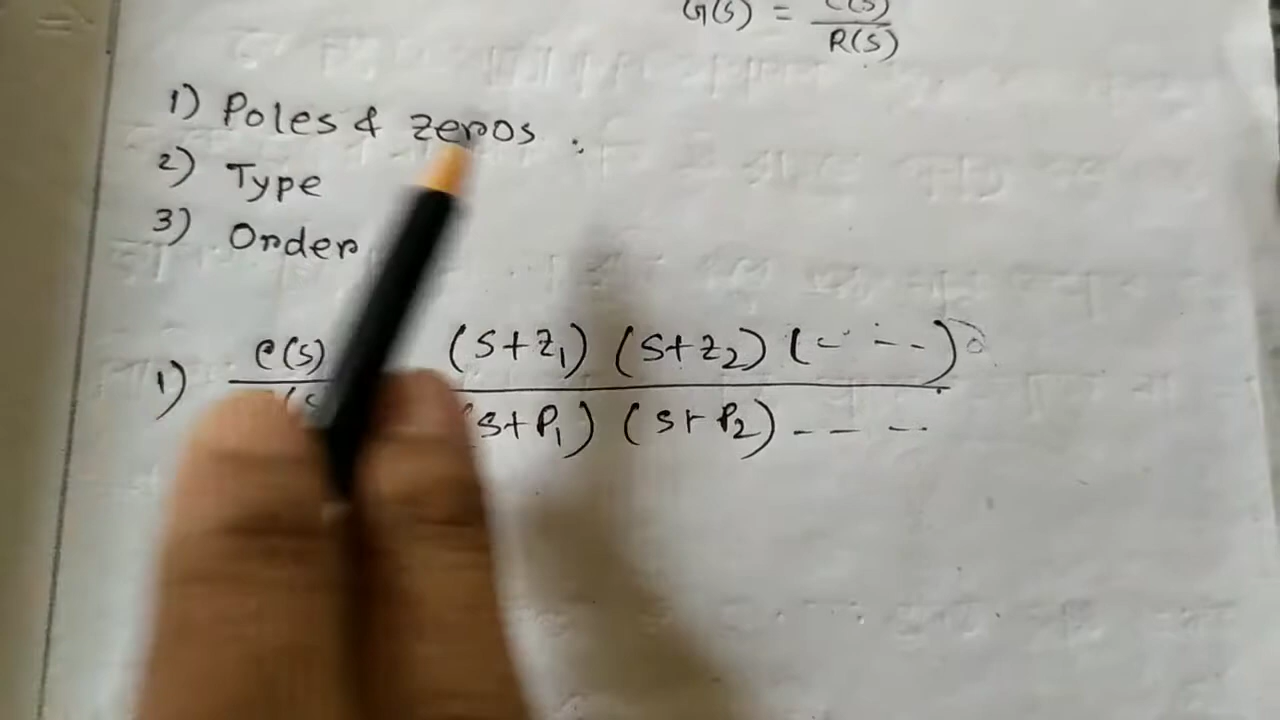 G(s) = C(s) / R(s)
1) Poles & zeros .
2) Type
3) Order
1) C(s) (s+z₁) (s+z₂) (- - --)
(s+P₁) (s+P₂) -- --